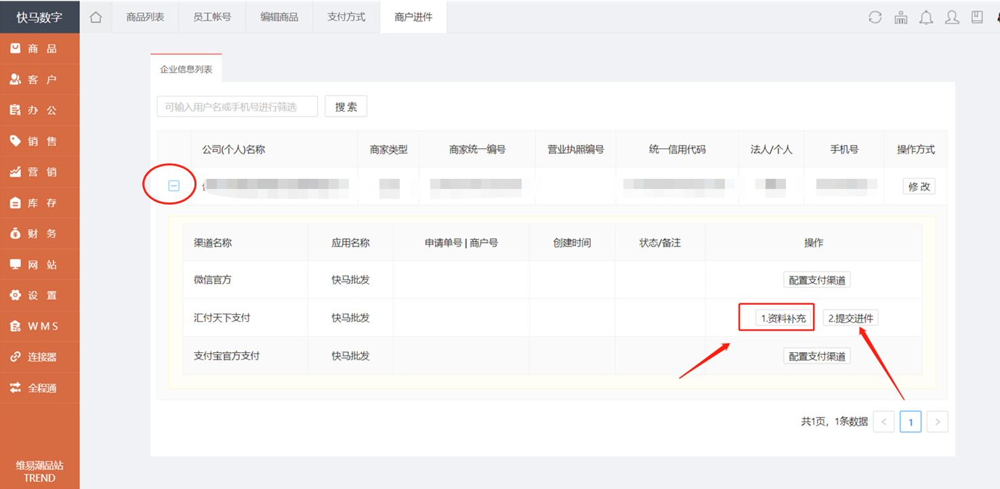 快马数字
商品列表
员工帐号
编辑商品
支付方式
商户进件
商 品
客 户
办 公
销 售
营 销
库 存
财 务
网 站
设 置
WMS
连接器
全程通
维易潮品站
TREND
企业信息列表
可输入用户名或手机号进行筛选
搜 索
公司(个人)名称 商家类型 商家统一编号 营业执照编号 统一信用代码 法人/个人 手机号 操作方式
修 改
渠道名称 应用名称 申请单号 | 商户号 创建时间 状态/备注 操作
微信官方 快马批发 配置支付渠道
汇付天下支付 快马批发 1.资料补充 2.提交进件
支付宝官方支付 快马批发 配置支付渠道
共1页，1条数据 < 1 >